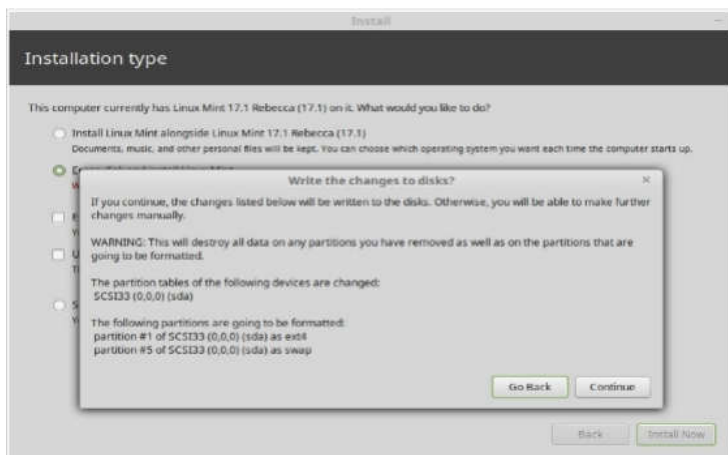 Install
Installation type
This computer currently has Linux Mint 17.1 Rebecca (17.1) on it. What would you like to do?
Install Linux Mint alongside Linux Mint 17.1 Rebecca (17.1)
Documents, music, and other personal files will be kept. You can choose which operating system you want each time the computer starts up.
Write the changes to disks?
If you continue, the changes listed below will be written to the disks. Otherwise, you will be able to make further
changes manually.
WARNING: This will destroy all data on any partitions you have removed as well as on the partitions that are
going to be formatted.
The partition tables of the following devices are changed:
SCSI33 (0,0,0) (sda)
The following partitions are going to be formatted:
partition #1 of SCSI33 (0,0,0) (sda) as ext4
partition #5 of SCSI33 (0,0,0) (sda) as swap
Go Back Continue
Back Install Now